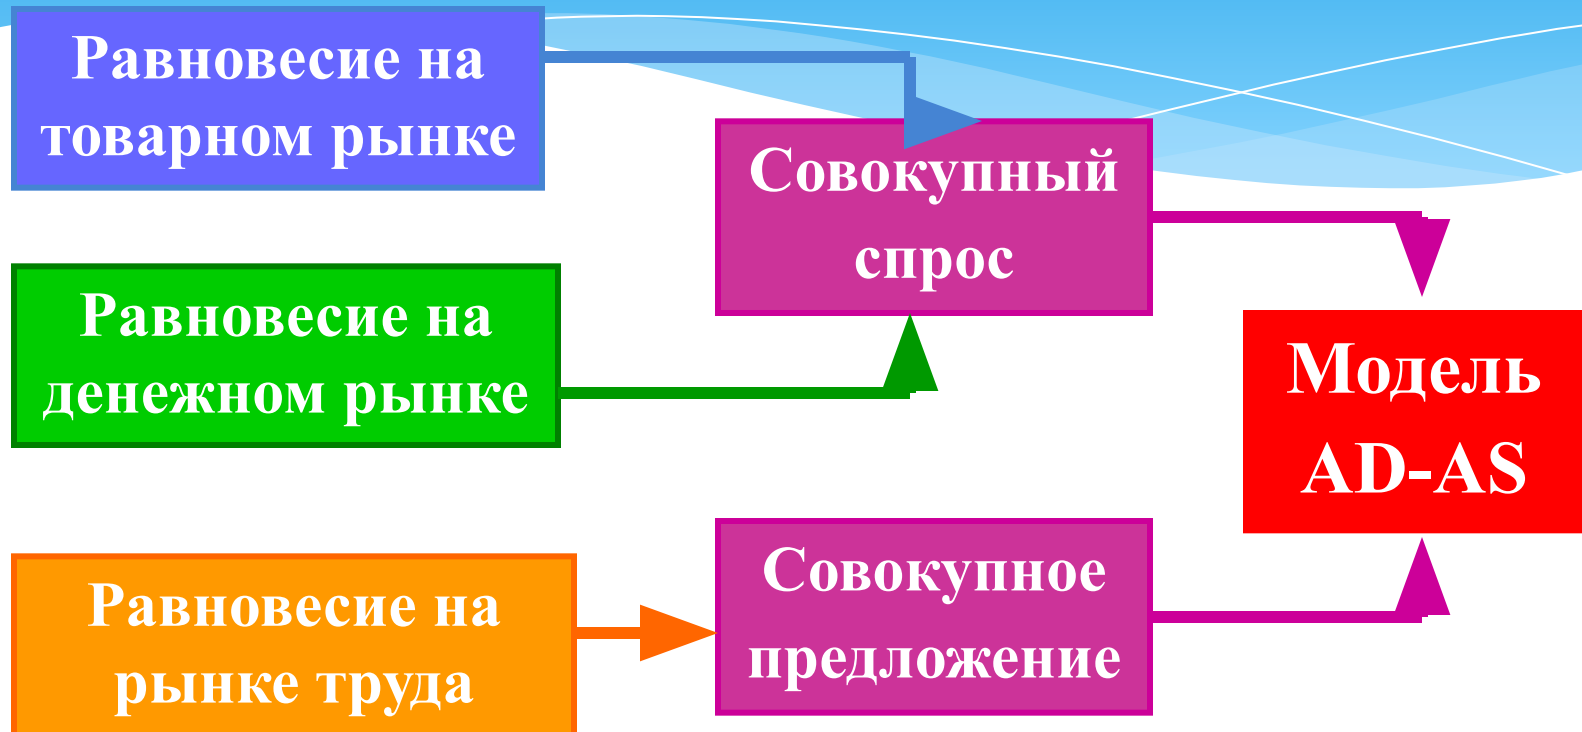 Равновесие на
товарном рынке
Совокупный
спрос
Равновесие на
денежном рынке
Модель
AD-AS
Совокупное
предложение
Равновесие на
рынке труда